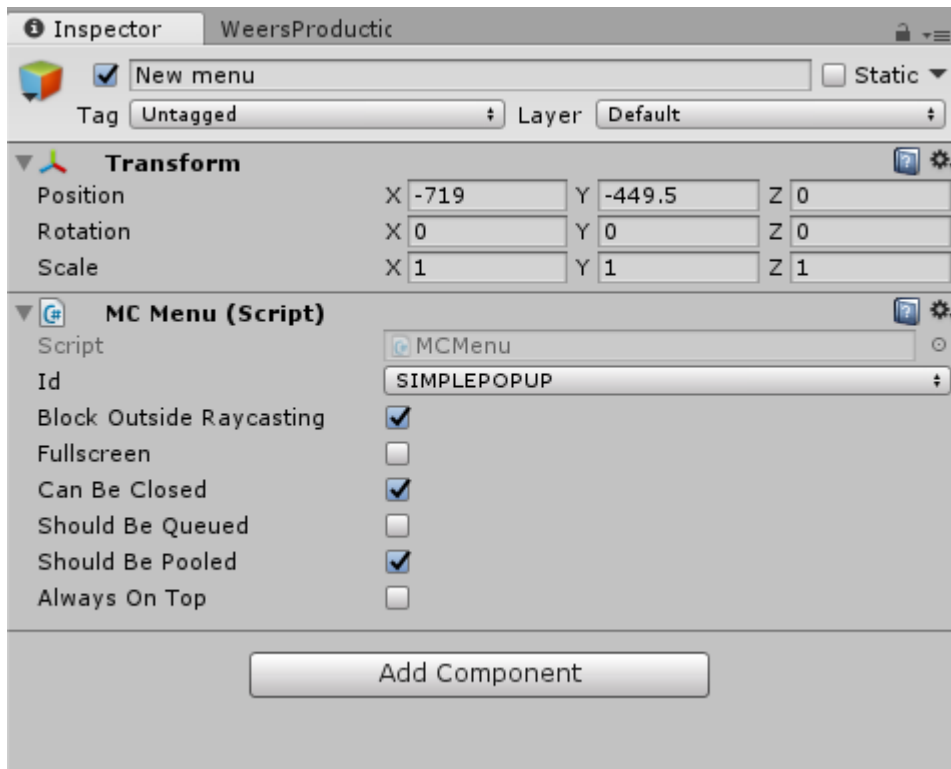 Inspector WeersProductic
New menu Static
Tag Untagged Layer Default
Transform
Position X -719 Y -449.5 Z 0
Rotation X 0 Y 0 Z 0
Scale X 1 Y 1 Z 1
MC Menu (Script)
Script MCMenu
Id SIMPLEPOPUP
Block Outside Raycasting
Fullscreen
Can Be Closed
Should Be Queued
Should Be Pooled
Always On Top
Add Component